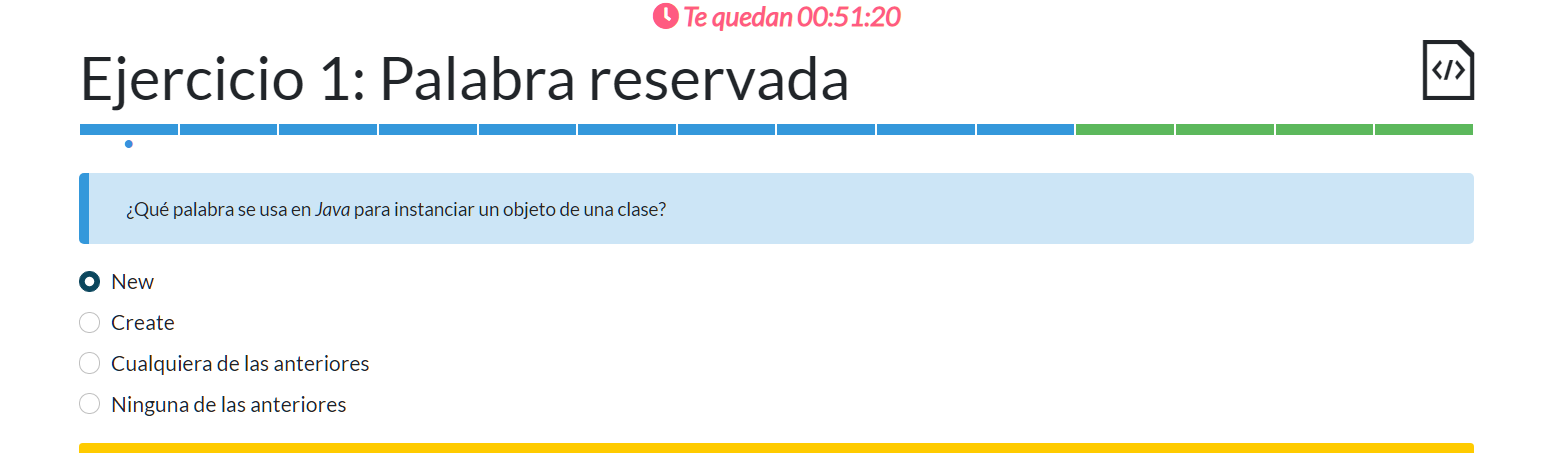 Te quedan 00:51:20
Ejercicio 1: Palabra reservada
</>
¿Qué palabra se usa en Java para instanciar un objeto de una clase?
New
Create
Cualquiera de las anteriores
Ninguna de las anteriores